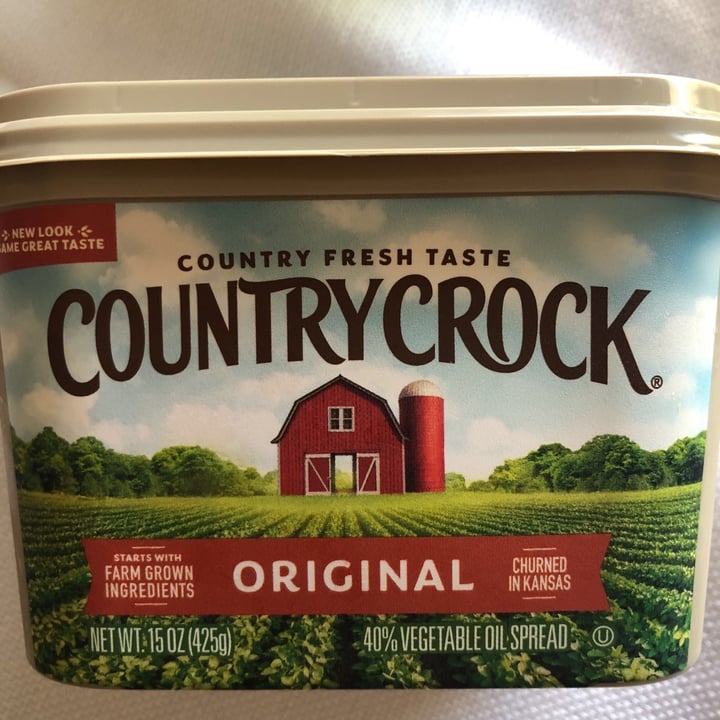 NEW LOOK
SAME GREAT TASTE
COUNTRY FRESH TASTE
COUNTRY CROCK®
STARTS WITH
FARM GROWN
INGREDIENTS
ORIGINAL
CHURNED
IN KANSAS
NET WT. 15 OZ (425g)
40% VEGETABLE OIL SPREAD
U